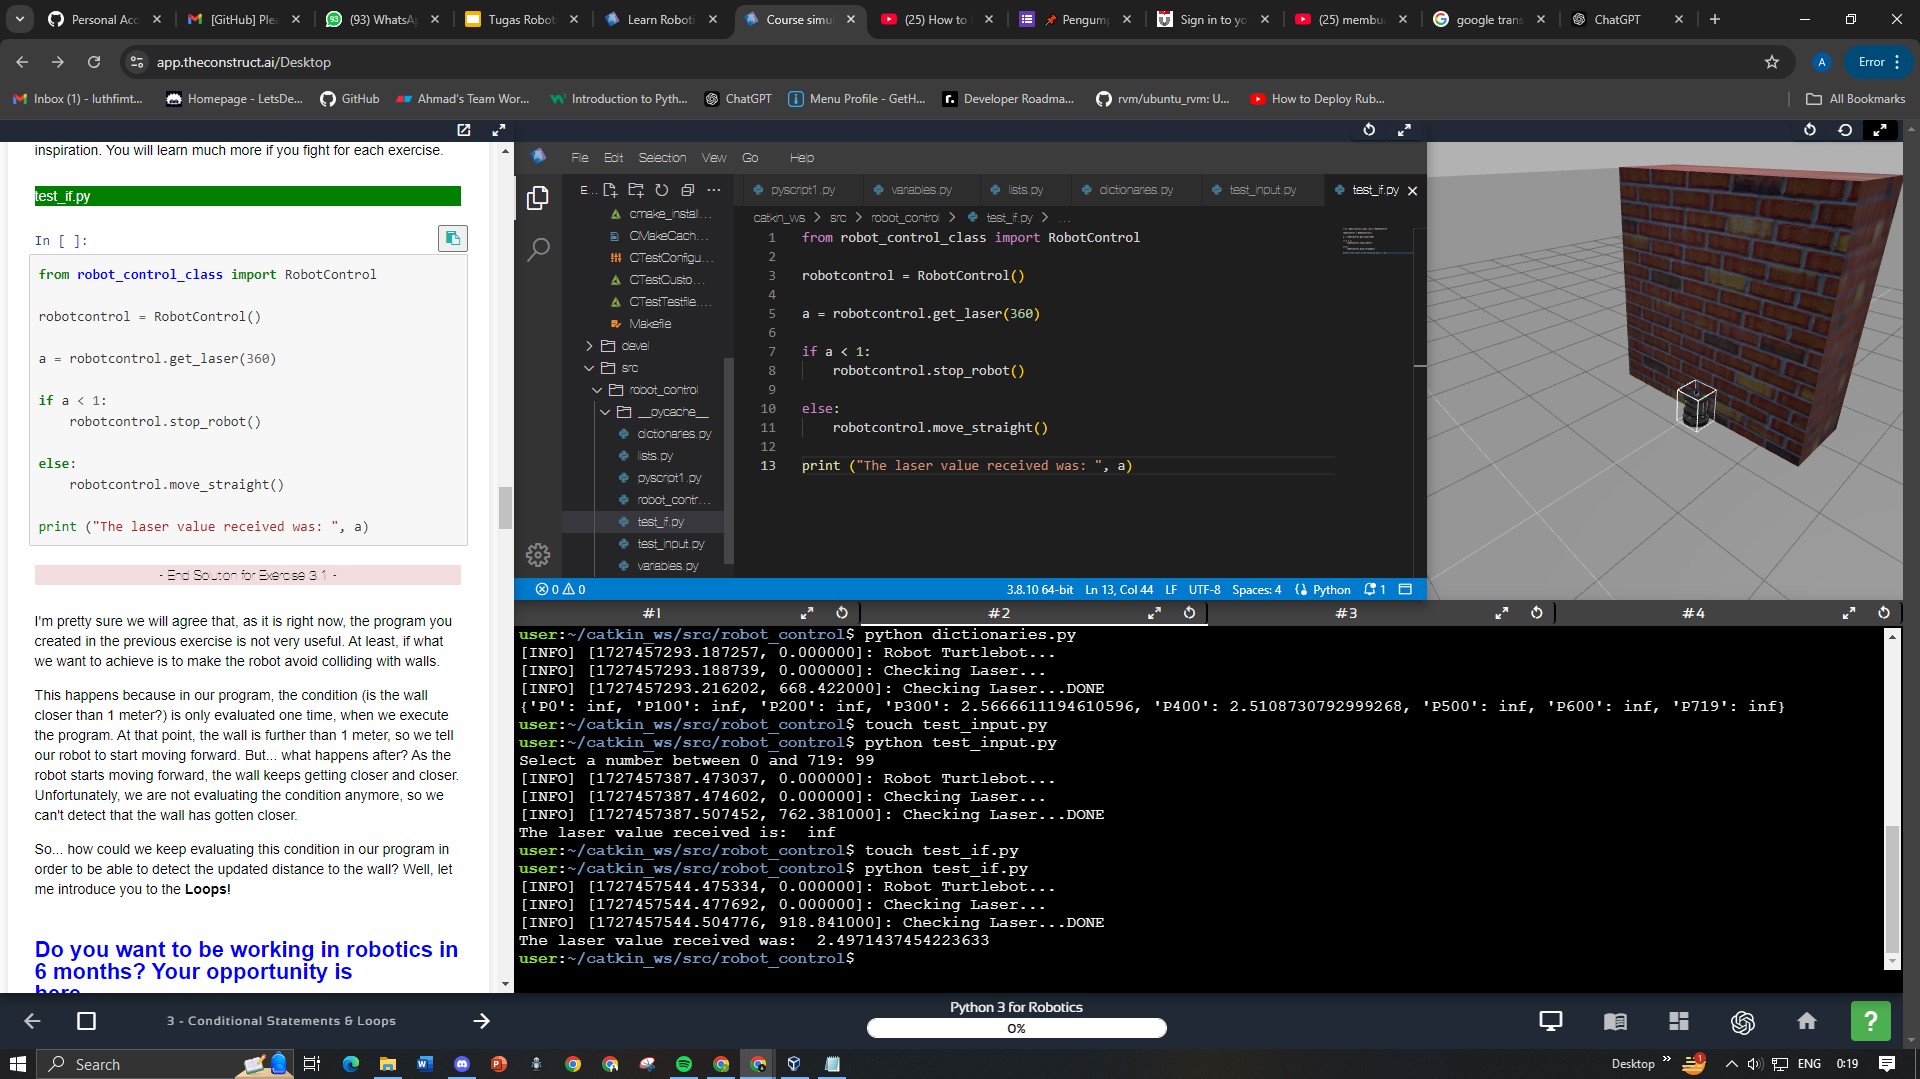 Personal Acc
[GitHub] Plea
(93) WhatsA
Tugas Robot
Learn Roboti
Course simu
(25) How to
Pengum
Sign in to yo
(25) membu
google trans
ChatGPT
app.theconstruct.ai/Desktop
A
Error
Inbox (1) - luthfimt...
Homepage - LetsDe...
GitHub
Ahmad's Team Wor...
Introduction to Pyth...
ChatGPT
Menu Profile - GetH...
Developer Roadma...
rvm/ubuntu_rvm: U...
How to Deploy Rub...
All Bookmarks
inspiration. You will learn much more if you fight for each exercise.
test_if.py
In [ ]:
from robot_control_class import RobotControl
robotcontrol = RobotControl()
a = robotcontrol.get_laser(360)
if a < 1:
robotcontrol.stop_robot()
else:
robotcontrol.move_straight()
print ("The laser value received was: ", a)
- End Solution for Exercise 3.1 -
I'm pretty sure we will agree that, as it is right now, the program you
created in the previous exercise is not very useful. At least, if what
we want to achieve is to make the robot avoid colliding with walls.
This happens because in our program, the condition (is the wall
closer than 1 meter?) is only evaluated one time, when we execute
the program. At that point, the wall is further than 1 meter, so we tell
our robot to start moving forward. But... what happens after? As the
robot starts moving forward, the wall keeps getting closer and closer.
Unfortunately, we are not evaluating the condition anymore, so we
can't detect that the wall has gotten closer.
So... how could we keep evaluating this condition in our program in
order to be able to detect the updated distance to the wall? Well, let
me introduce you to the Loops!
Do you want to be working in robotics in
6 months? Your opportunity is
here
File Edit Selection View Go Help
E...
cmake_install....
CMakeCach...
CTestConfigu...
CTestCusto...
CTestTestfile....
Makefile
devel
src
robot_control
__pycache__
dictionaries.py
lists.py
pyscript1.py
robot_contr...
test_if.py
test_input.py
variables.py
pyscript1.py
variables.py
lists.py
dictionaries.py
test_input.py
test_if.py
catkin_ws > src > robot_control > test_if.py > ...
1 from robot_control_class import RobotControl
2
3 robotcontrol = RobotControl()
4
5 a = robotcontrol.get_laser(360)
6
7 if a < 1:
8 robotcontrol.stop_robot()
9
10 else:
11 robotcontrol.move_straight()
12
13 print ("The laser value received was: ", a)
0 0
3.8.10 64-bit Ln 13, Col 44 LF UTF-8 Spaces: 4 Python 1
#1 #2 #3 #4
user:~/catkin_ws/src/robot_control$ python dictionaries.py
[INFO] [1727457293.187257, 0.000000]: Robot Turtlebot...
[INFO] [1727457293.188739, 0.000000]: Checking Laser...
[INFO] [1727457293.216202, 668.422000]: Checking Laser...DONE
{'P0': inf, 'P100': inf, 'P200': inf, 'P300': 2.5666611194610596, 'P400': 2.5108730792999268, 'P500': inf, 'P600': inf, 'P719': inf}
user:~/catkin_ws/src/robot_control$ touch test_input.py
user:~/catkin_ws/src/robot_control$ python test_input.py
Select a number between 0 and 719: 99
[INFO] [1727457387.473037, 0.000000]: Robot Turtlebot...
[INFO] [1727457387.474602, 0.000000]: Checking Laser...
[INFO] [1727457387.507452, 762.381000]: Checking Laser...DONE
The laser value received is:  inf
user:~/catkin_ws/src/robot_control$ touch test_if.py
user:~/catkin_ws/src/robot_control$ python test_if.py
[INFO] [1727457544.475334, 0.000000]: Robot Turtlebot...
[INFO] [1727457544.477692, 0.000000]: Checking Laser...
[INFO] [1727457544.504776, 918.841000]: Checking Laser...DONE
The laser value received was:  2.4971437454223633
user:~/catkin_ws/src/robot_control$
3 - Conditional Statements & Loops
Python 3 for Robotics
0%
?
Search
Desktop
1
ENG
0:19